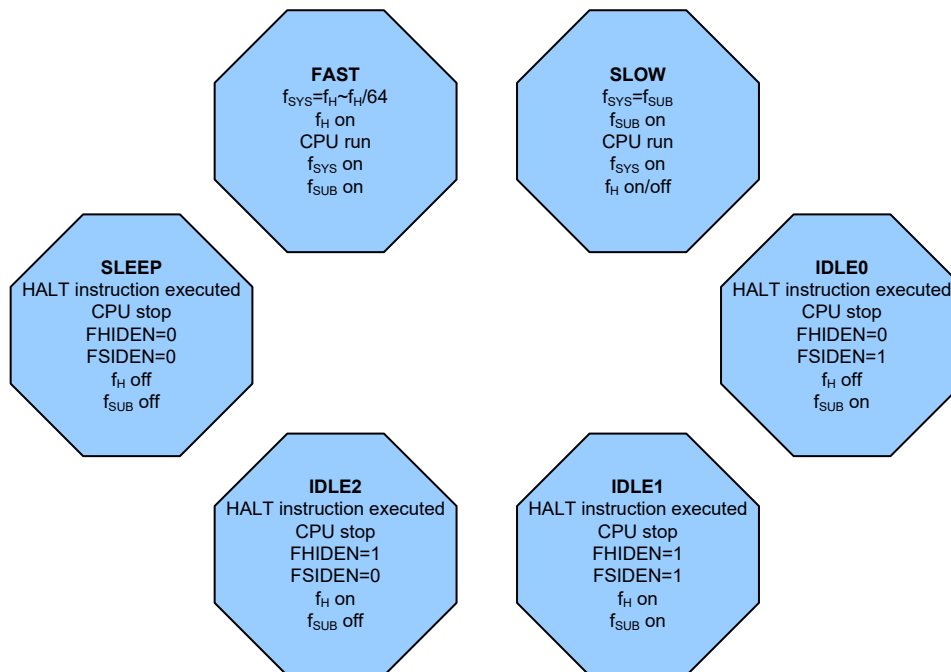 FAST
fSYS=fH~fH/64
fH on
CPU run
fSYS on
fSUB on
SLOW
fSYS=fSUB
fSUB on
CPU run
fSYS on
fH on/off
SLEEP
HALT instruction executed
CPU stop
FHIDEN=0
FSIDEN=0
fH off
fSUB off
IDLE0
HALT instruction executed
CPU stop
FHIDEN=0
FSIDEN=1
fH off
fSUB on
IDLE2
HALT instruction executed
CPU stop
FHIDEN=1
FSIDEN=0
fH on
fSUB off
IDLE1
HALT instruction executed
CPU stop
FHIDEN=1
FSIDEN=1
fH on
fSUB on